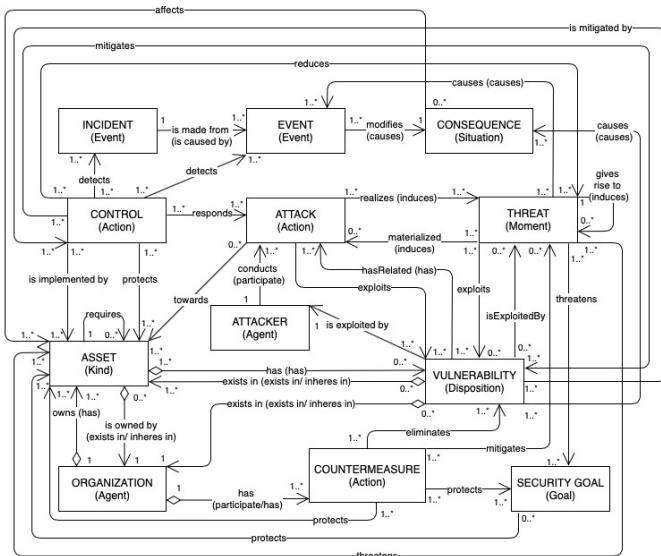 affects
is mitigated by
mitigates
reduces
causes (causes)
1..*
1..*
1..*
0..*
INCIDENT
(Event)
1
is made from
(is caused by)
1..*
EVENT
(Event)
1..*
modifies
(causes)
1
CONSEQUENCE
(Situation)
1..*
causes
(causes)
1..*
1..*
detects
detects
gives
rise to
(induces)
1..*
1..*
1..*
1..*
CONTROL
(Action)
1..*
responds
1..*
ATTACK
(Action)
1..*
realizes (induces)
1..*
THREAT
(Moment)
1
0..*
0..*
0..*
materialized
(induces)
0..*
1..*
1..*
0..*
1..*
is implemented by
protects
conducts
(participate)
1..*
hasRelated (has)
exploits
exploits
isExploitedBy
threatens
towards
1
ATTACKER
(Agent)
1
is exploited by
1..*
1..*
1..*
requires
1
0..*
1..*
ASSET
(Kind)
1..*
has (has)
0..*
VULNERABILITY
(Disposition)
1..*
exists in (exists in/ inheres in)
0..*
exists in (exists in/ inheres in)
0..*
1..*
owns (has)
is owned by
(exists in/ inheres in)
1
1
1
eliminates
1..*
mitigates
ORGANIZATION
(Agent)
1
has
(participate/has)
1..*
COUNTERMEASURE
(Action)
1..*
protects
1..*
SECURITY GOAL
(Goal)
1..*
protects
1..*
0..*
protects
threatens